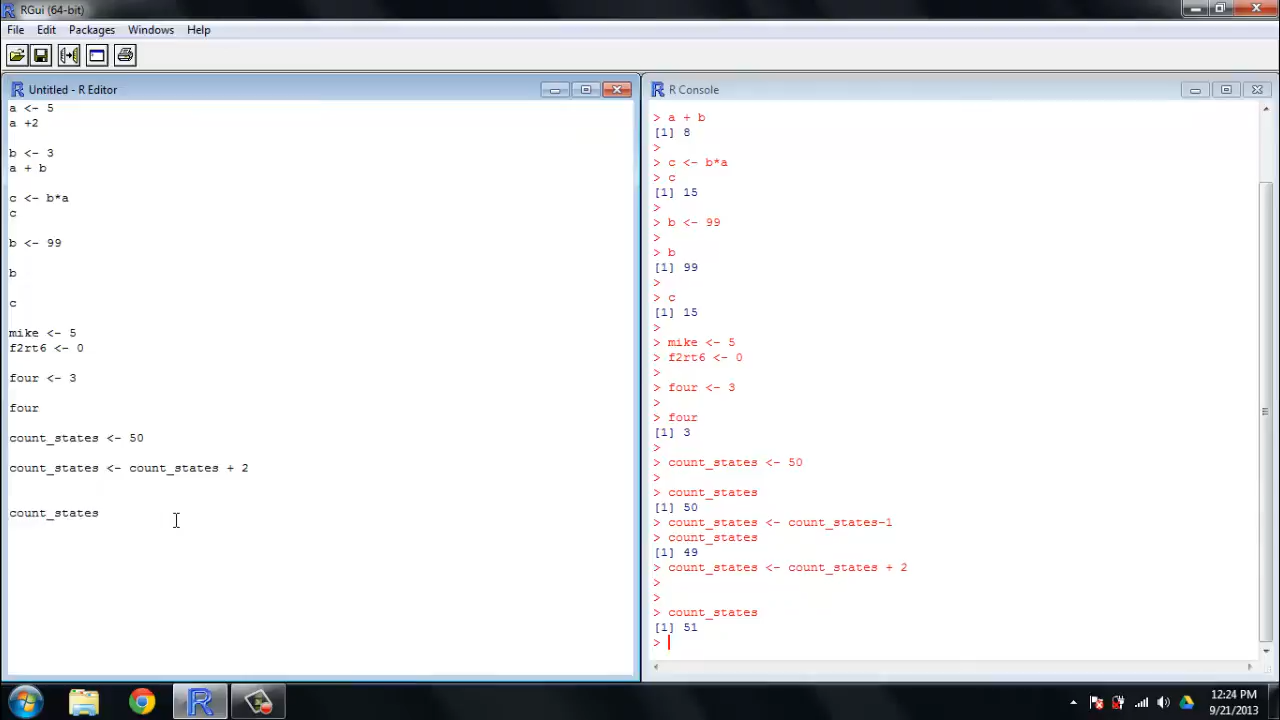 RGui (64-bit)
File Edit Packages Windows Help
Untitled - R Editor
a <- 5
a +2
b <- 3
a + b
c <- b*a
c
b <- 99
b
c
mike <- 5
f2rt6 <- 0
four <- 3
four
count_states <- 50
count_states <- count_states + 2
count_states
R Console
> a + b
[1] 8
>
> c <- b*a
> c
[1] 15
>
> b <- 99
>
> b
[1] 99
>
> c
[1] 15
>
> mike <- 5
> f2rt6 <- 0
>
> four <- 3
>
> four
[1] 3
>
> count_states <- 50
>
> count_states
[1] 50
> count_states <- count_states-1
> count_states
[1] 49
> count_states <- count_states + 2
>
>
> count_states
[1] 51
>
12:24 PM
9/21/2013